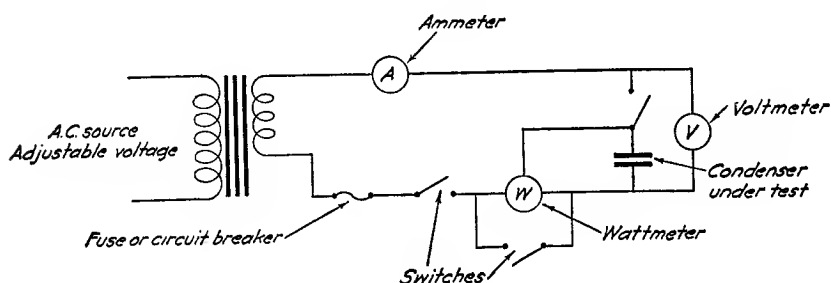 Ammeter
A
A.C. source
Adjustable voltage
V
Voltmeter
Condenser
under test
W
Wattmeter
Fuse or circuit breaker
Switches